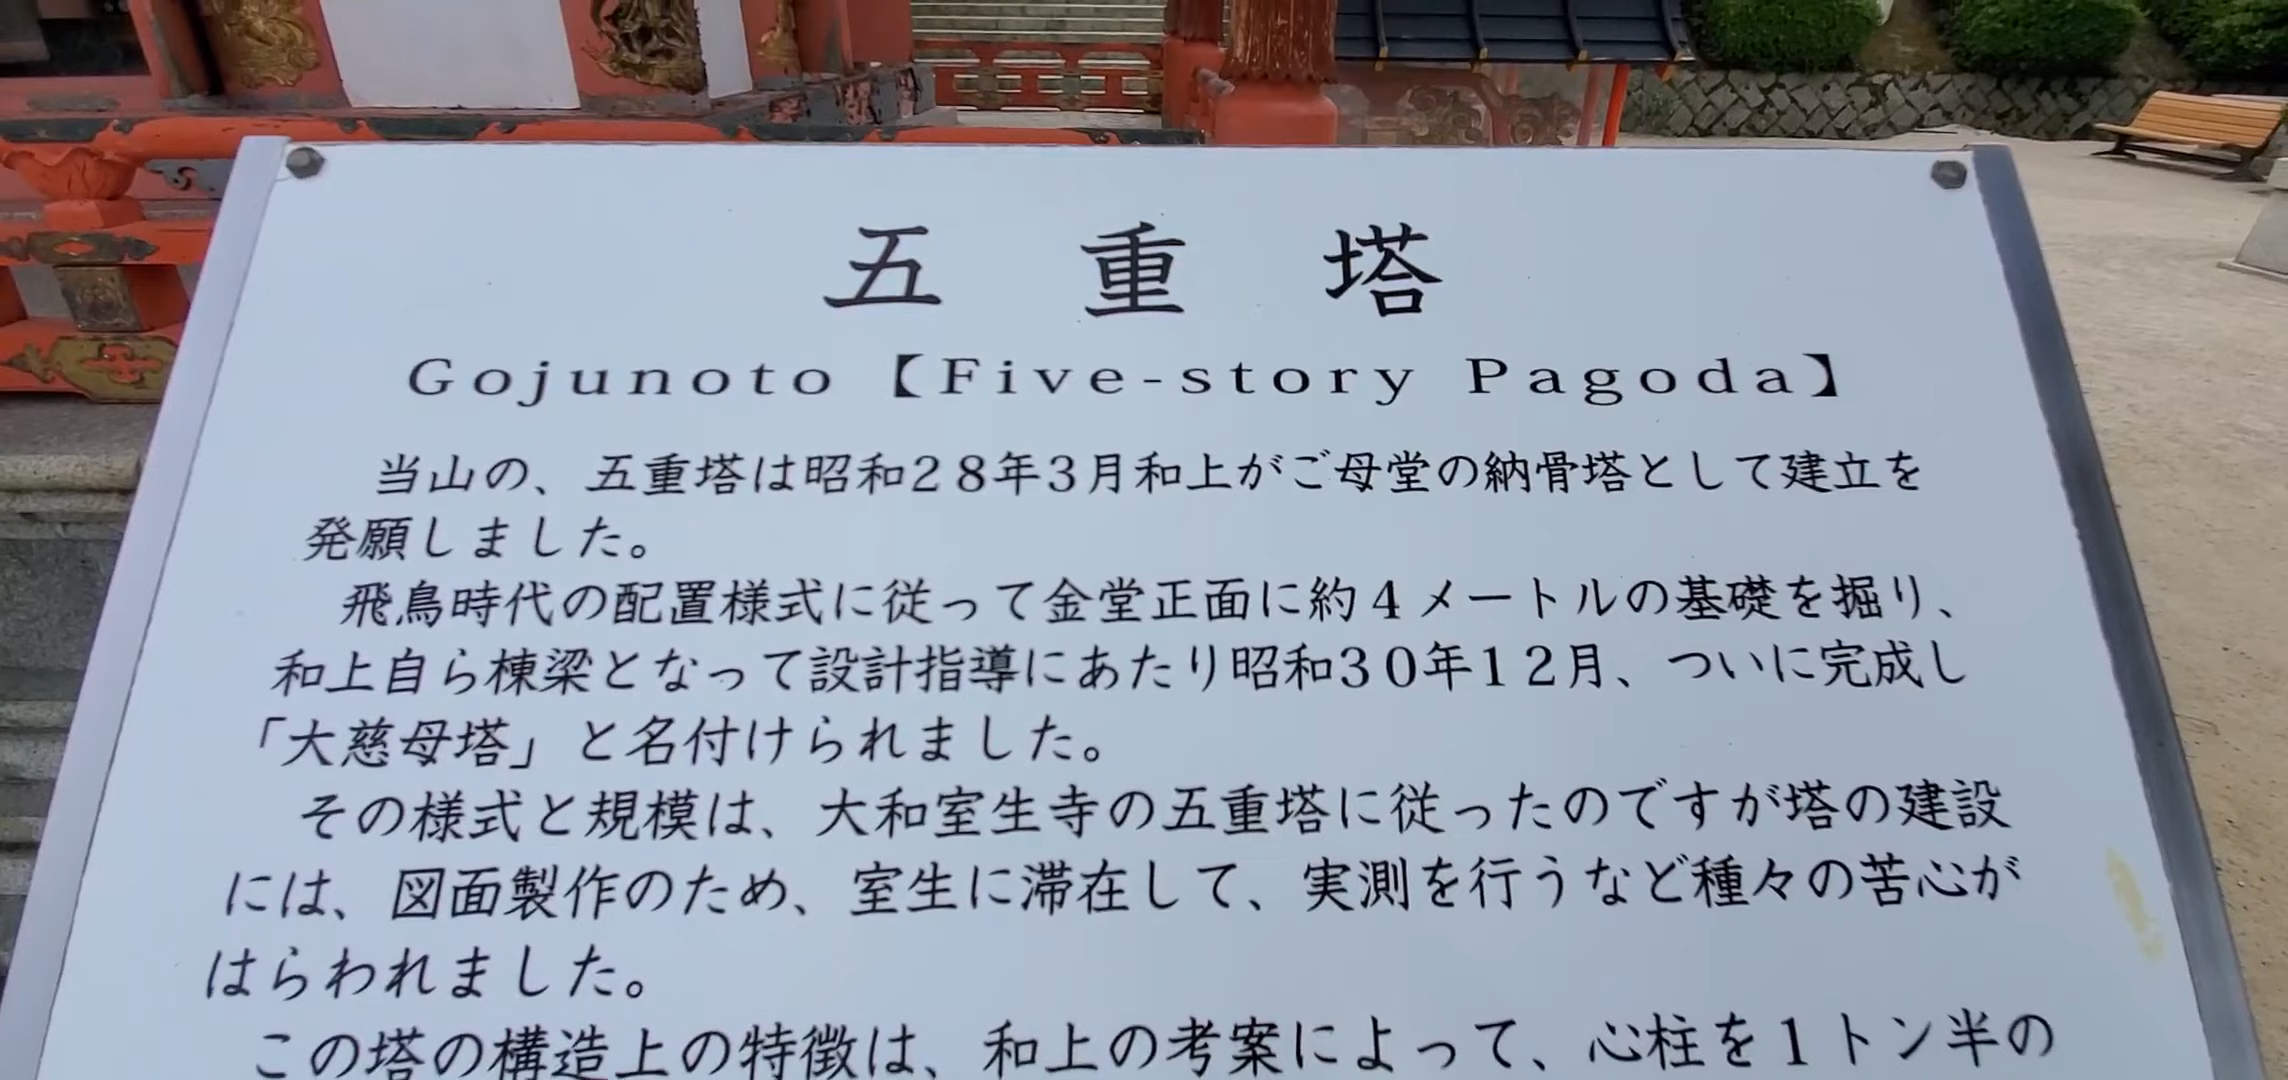 五重塔
Gojunoto【Five-story Pagoda】
当山の、五重塔は昭和28年3月和上がご母堂の納骨塔として建立を
発願しました。
飛鳥時代の配置様式に従って金堂正面に約4メートルの基礎を掘り、
和上自ら棟梁となって設計指導にあたり昭和30年12月、ついに完成し
「大慈母塔」と名付けられました。
その様式と規模は、大和室生寺の五重塔に従ったのですが塔の建設
には、図面製作のため、室生に滞在して、実測を行うなど種々の苦心が
はらわれました。
この塔の構造上の特徴は、和上の考案によって、心柱を1トン半の